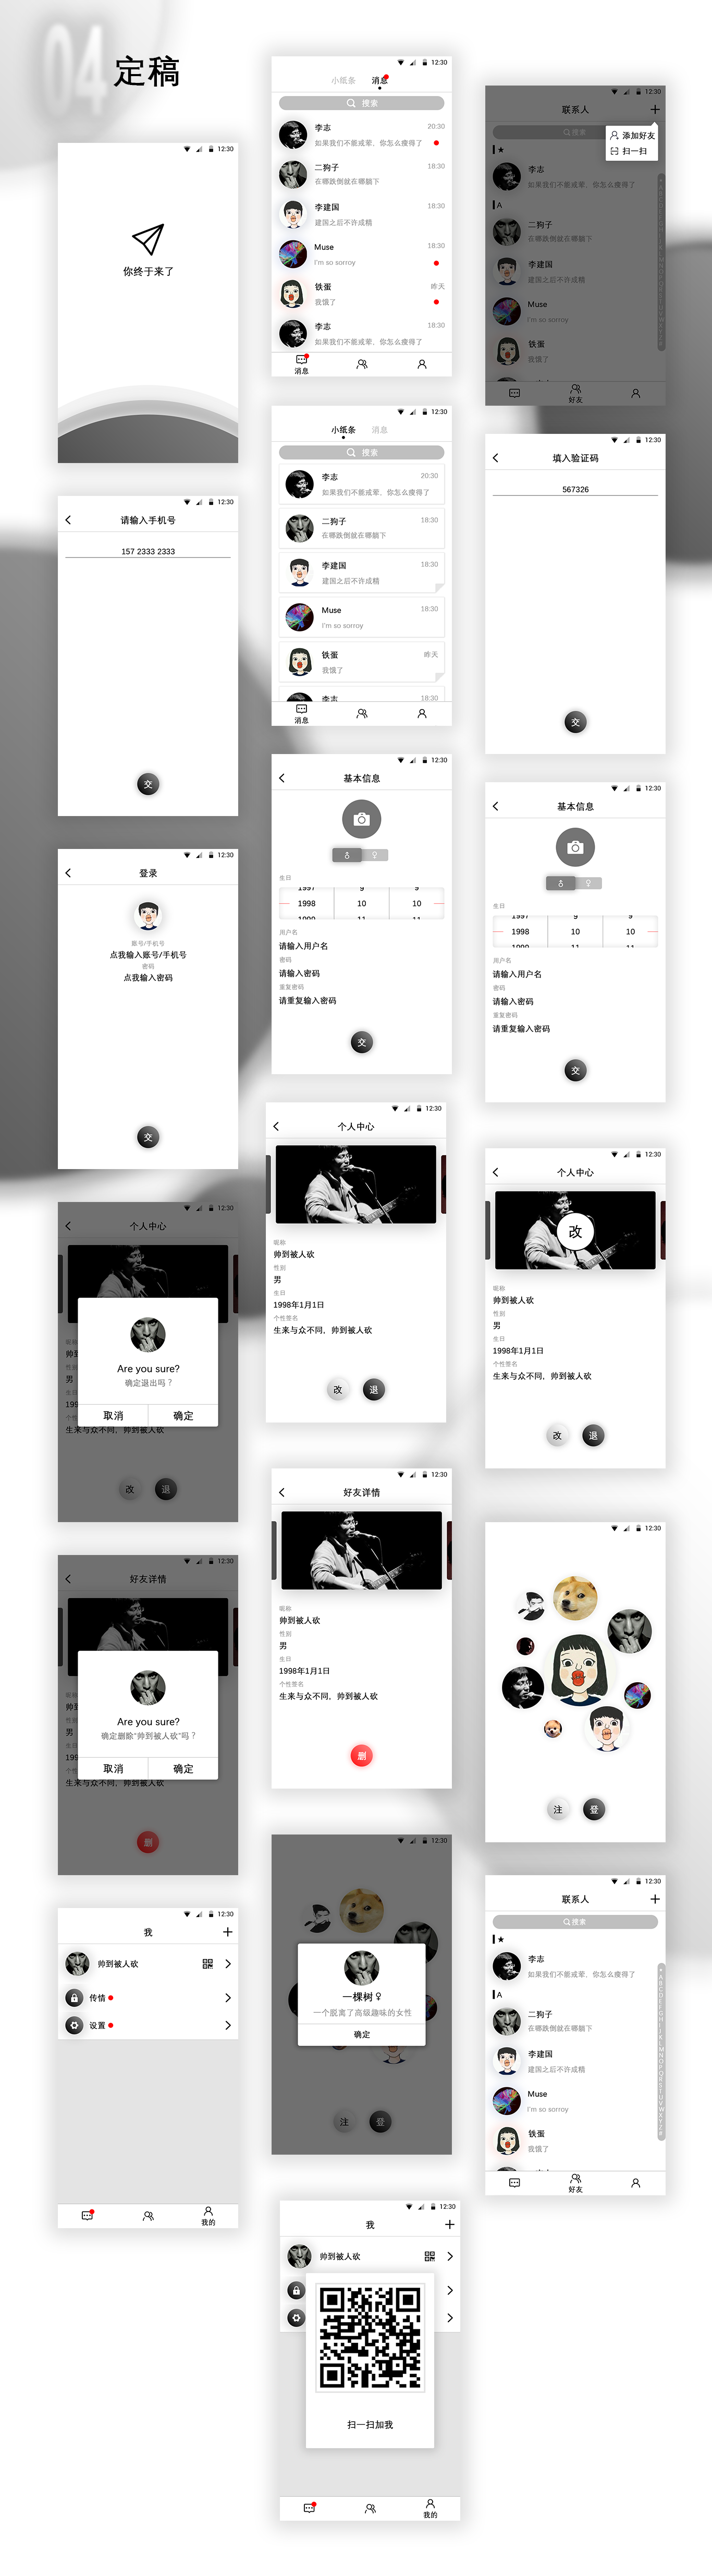 04
定稿
12:30
你终于来了
12:30
请输入手机号
157 2333 2333
交
12:30
登录
账号/手机号
点我输入账号/手机号
密码
点我输入密码
交
12:30
个人中心
昵称
帅到
性别
男
生日
199
个性
生来与众不同，帅到被人砍
Are you sure?
确定退出吗？
取消
确定
改
退
12:30
好友详情
昵称
帅到
性别
男
生日
199
个性
生来与众不同，帅到被人砍
Are you sure?
确定删除“帅到被人砍”吗？
取消
确定
删
12:30
我
帅到被人砍
传情
设置
我的
12:30
小纸条
消息
搜索
李志
20:30
如果我们不能戒荤，你怎么瘦得了
二狗子
18:30
在哪跌倒就在哪躺下
李建国
18:30
建国之后不许成精
Muse
18:30
I'm so sorroy
铁蛋
昨天
我饿了
李志
18:30
如果我们不能戒荤，你怎么瘦得了
消息
12:30
小纸条
消息
搜索
李志
20:30
如果我们不能戒荤，你怎么瘦得了
二狗子
18:30
在哪跌倒就在哪躺下
李建国
18:30
建国之后不许成精
Muse
18:30
I'm so sorroy
铁蛋
昨天
我饿了
李志
18:30
消息
12:30
基本信息
生日
1997 9 9
1998 10 10
1999 11 11
用户名
请输入用户名
密码
请输入密码
重复密码
请重复输入密码
交
12:30
个人中心
昵称
帅到被人砍
性别
男
生日
1998年1月1日
个性签名
生来与众不同，帅到被人砍
改
退
12:30
好友详情
昵称
帅到被人砍
性别
男
生日
1998年1月1日
个性签名
生来与众不同，帅到被人砍
删
12:30
一棵树♀
一个脱离了高级趣味的女性
确定
注
登
12:30
我
帅到被人砍
扫一扫加我
我的
12:30
联系人
搜索
添加好友
扫一扫
★
李志
如果我们不能戒荤，你怎么瘦得了
A
二狗子
在哪跌倒就在哪躺下
李建国
建国之后不许成精
Muse
I'm so sorroy
铁蛋
我饿了
好友
12:30
填入验证码
567326
交
12:30
基本信息
生日
1997 9 9
1998 10 10
1999 11 11
用户名
请输入用户名
密码
请输入密码
重复密码
请重复输入密码
交
12:30
个人中心
改
昵称
帅到被人砍
性别
男
生日
1998年1月1日
个性签名
生来与众不同，帅到被人砍
改
退
12:30
注
登
12:30
联系人
搜索
★
李志
如果我们不能戒荤，你怎么瘦得了
A
二狗子
在哪跌倒就在哪躺下
李建国
建国之后不许成精
Muse
I'm so sorroy
铁蛋
我饿了
好友